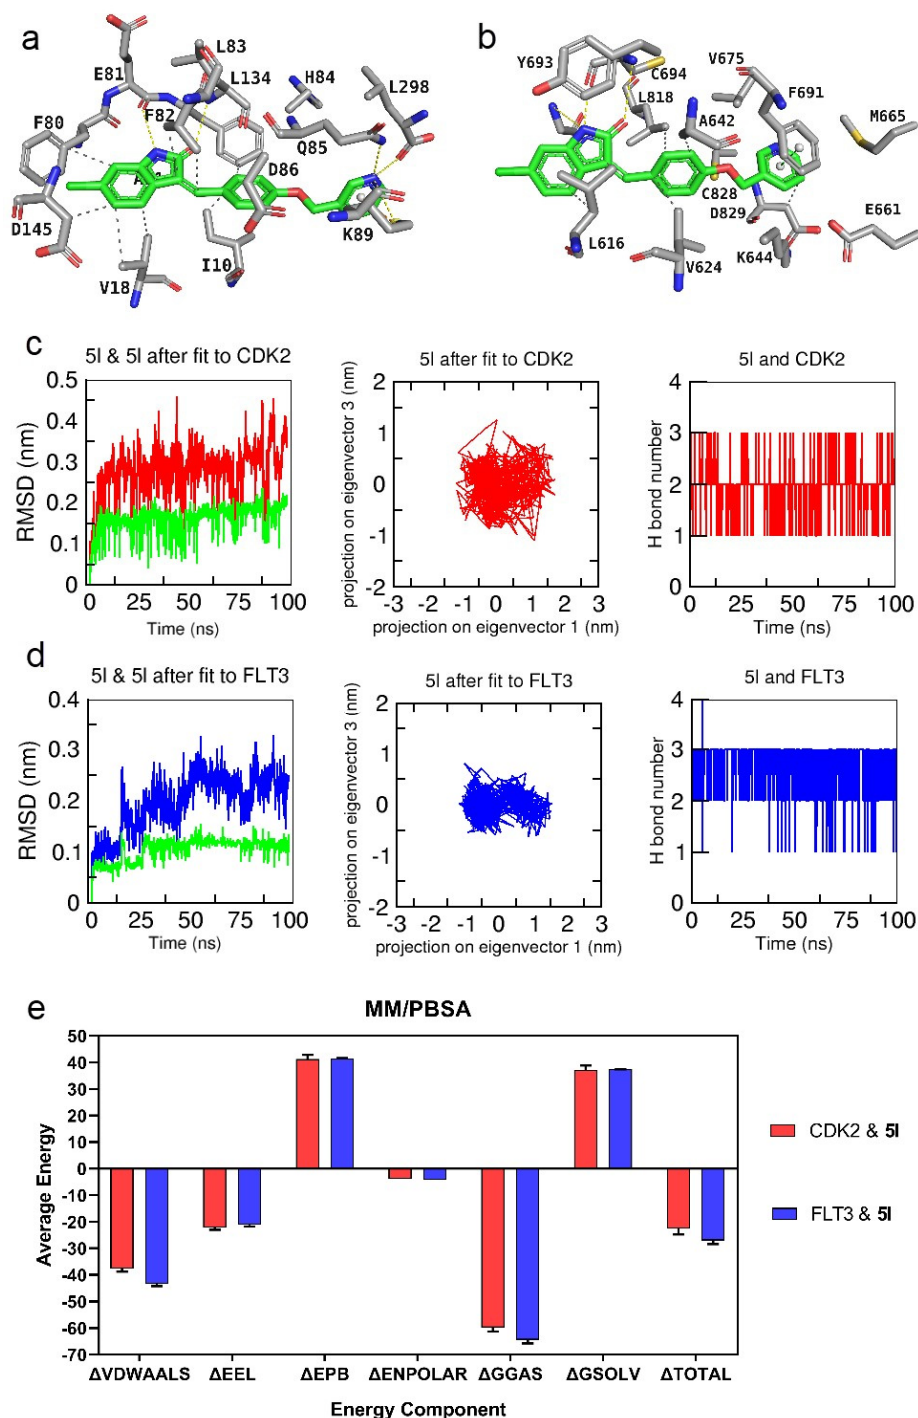 a
L83
E81
L134
H84
L298
F80
F82
Q85
D86
D145
K89
V18
I10
b
Y693
C694
V675
L818
F691
A642
M665
C828
D829
E661
L616
V624
K644
c
5l & 5l after fit to CDK2
RMSD (nm)
0.5
0.4
0.3
0.2
0.1
0
0 25 50 75 100
Time (ns)
5l after fit to CDK2
projection on eigenvector 3 (nm)
2
1
0
-1
-2
-3 -2 -1 0 1 2 3
projection on eigenvector 1 (nm)
5l and CDK2
H bond number
4
3
2
1
0
0 25 50 75 100
Time (ns)
d
5l & 5l after fit to FLT3
RMSD (nm)
0.4
0.3
0.2
0.1
0
0 25 50 75 100
Time (ns)
5l after fit to FLT3
projection on eigenvector 3 (nm)
2
1
0
-1
-2
-3 -2 -1 0 1 2 3
projection on eigenvector 1 (nm)
5l and FLT3
H bond number
4
3
2
1
0
0 25 50 75 100
Time (ns)
e
MM/PBSA
Average Energy
50
40
30
20
10
0
-10
-20
-30
-40
-50
-60
-70
ΔVDWAALS ΔEEL ΔEPB ΔENPOLAR ΔGGAS ΔGSOLV ΔTOTAL
Energy Component
CDK2 & 5l
FLT3 & 5l